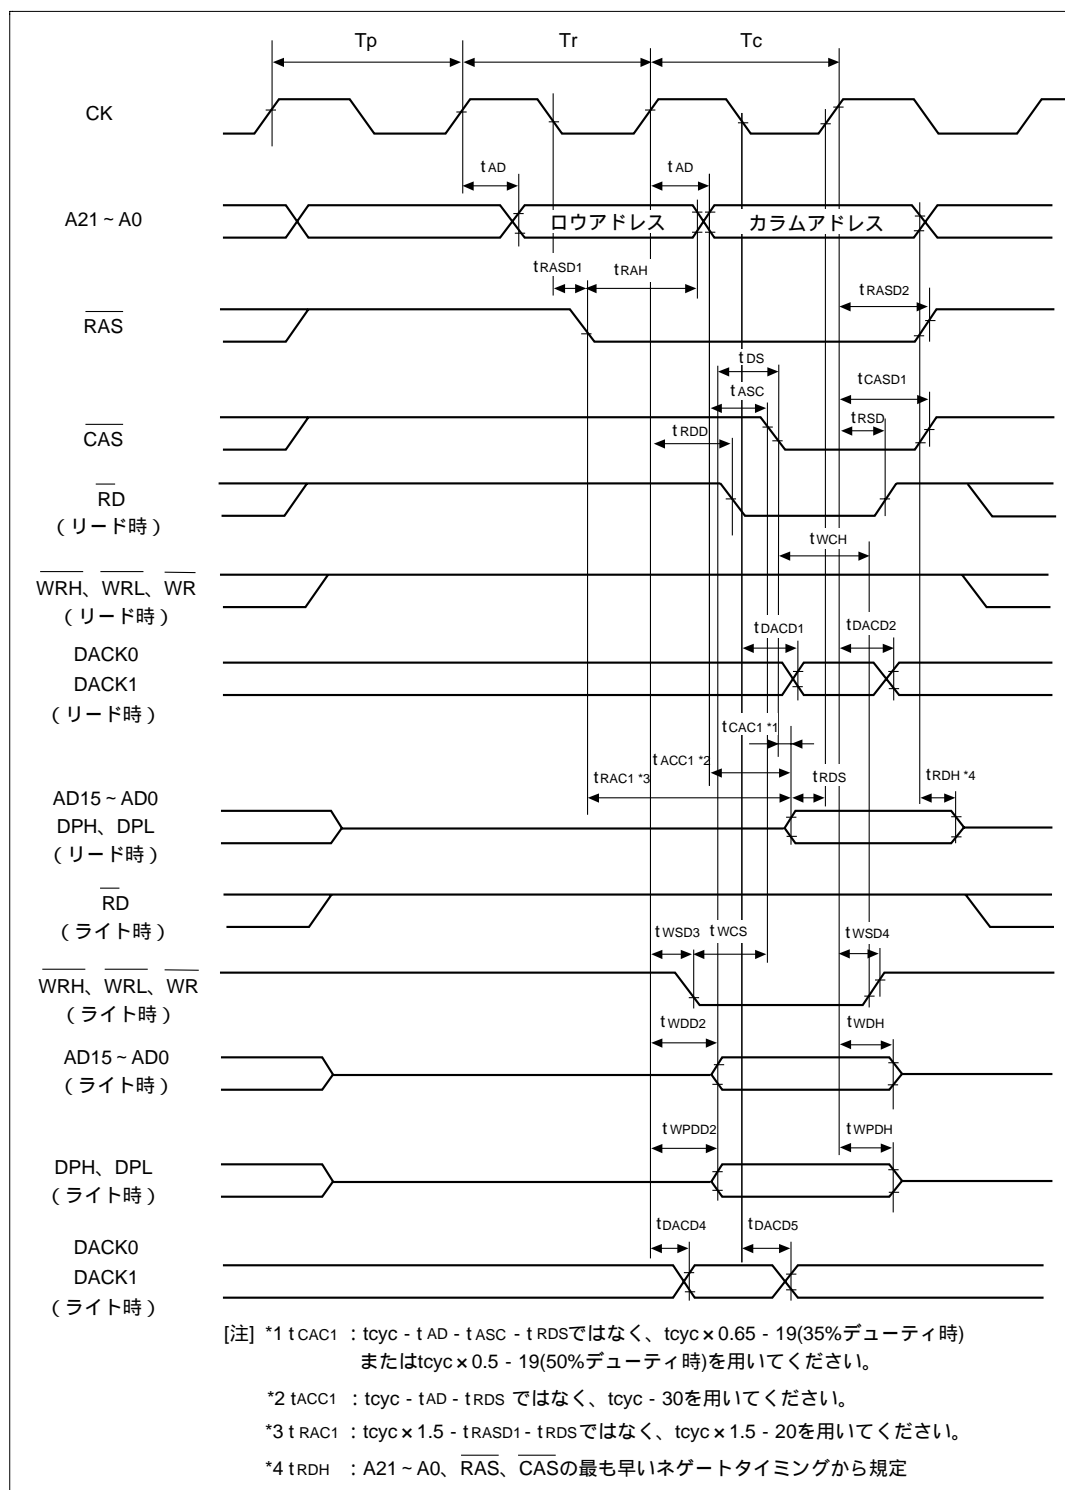 Tp Tr Tc
CK
tAD tAD
A21~A0 ロウアドレス カラムアドレス
tRASD1 tRAH tRASD2
RAS
tDS
tASC tCASD1
CAS tRDD tRSD
RD
(リード時)
tWCH
WRH、WRL、WR
(リード時)
DACK0 tDACD1 tDACD2
DACK1
(リード時)
tCAC1 *1
tACC1 *2
tRAC1 *3 tRDS tRDH *4
AD15~AD0
DPH、DPL
(リード時)
RD
(ライト時)
tWSD3 tWCS tWSD4
WRH、WRL、WR
(ライト時)
tWDD2 tWDH
AD15~AD0
(ライト時)
tWPDD2 tWPDH
DPH、DPL
(ライト時)
tDACD4 tDACD5
DACK0
DACK1
(ライト時)
[注] *1 tCAC1 : tcyc - tAD - tASC - tRDSではなく、tcyc×0.65 - 19(35%デューティ時)
またはtcyc×0.5 - 19(50%デューティ時)を用いてください。
*2 tACC1 : tcyc - tAD - tRDS ではなく、tcyc - 30を用いてください。
*3 tRAC1 : tcyc×1.5 - tRASD1 - tRDSではなく、tcyc×1.5 - 20を用いてください。
*4 tRDH : A21~A0、RAS、CASの最も早いネゲートタイミングから規定